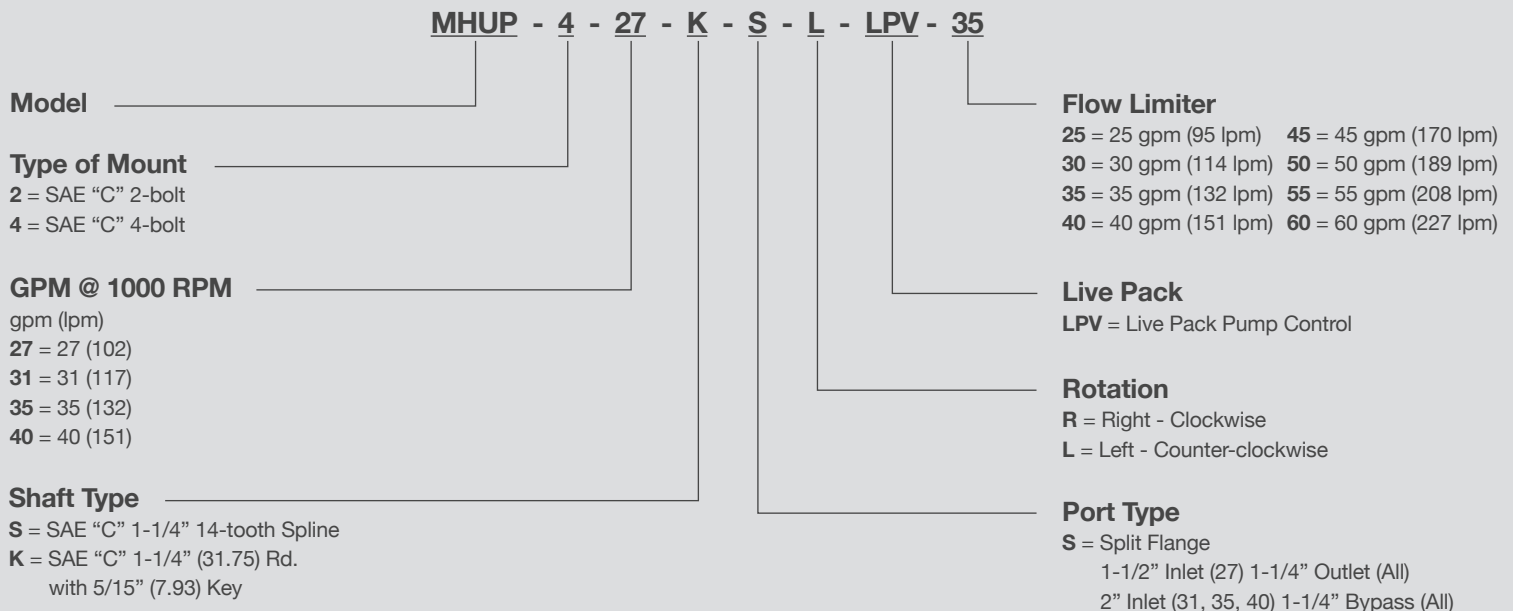 MHUP - 4 - 27 - K - S - L - LPV - 35
Model
Type of Mount
2 = SAE “C” 2-bolt
4 = SAE “C” 4-bolt
GPM @ 1000 RPM
gpm (lpm)
27 = 27 (102)
31 = 31 (117)
35 = 35 (132)
40 = 40 (151)
Shaft Type
S = SAE “C” 1-1/4” 14-tooth Spline
K = SAE “C” 1-1/4” (31.75) Rd.
with 5/15” (7.93) Key
Flow Limiter
25 = 25 gpm (95 lpm) 45 = 45 gpm (170 lpm)
30 = 30 gpm (114 lpm) 50 = 50 gpm (189 lpm)
35 = 35 gpm (132 lpm) 55 = 55 gpm (208 lpm)
40 = 40 gpm (151 lpm) 60 = 60 gpm (227 lpm)
Live Pack
LPV = Live Pack Pump Control
Rotation
R = Right - Clockwise
L = Left - Counter-clockwise
Port Type
S = Split Flange
1-1/2” Inlet (27) 1-1/4” Outlet (All)
2” Inlet (31, 35, 40) 1-1/4” Bypass (All)